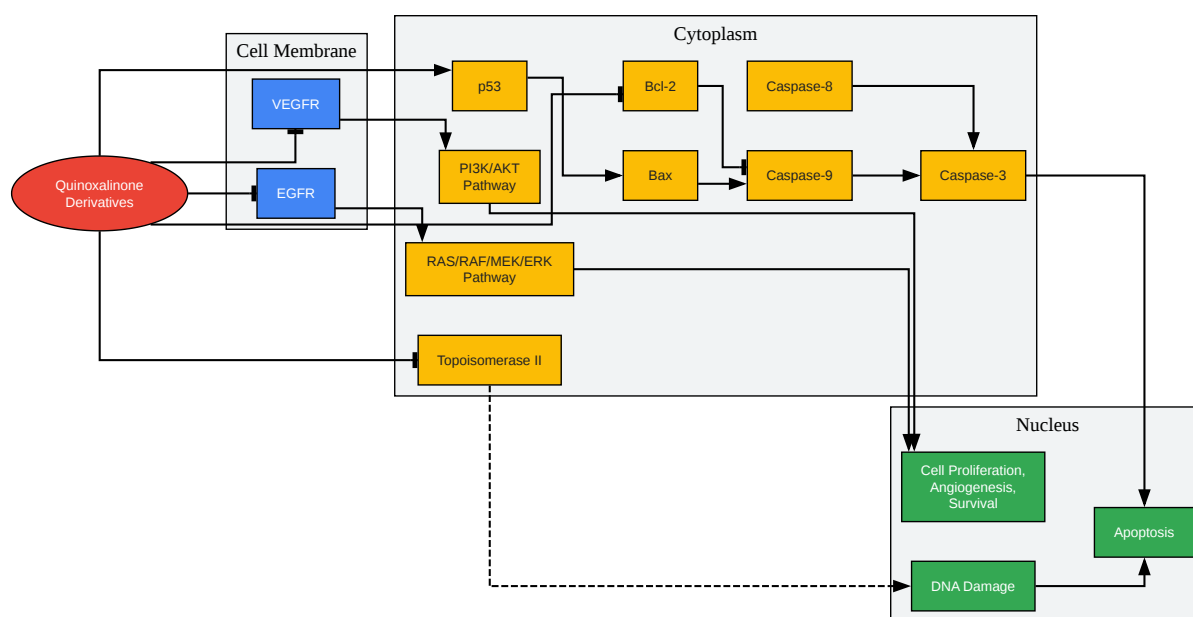 Cytoplasm
Cell Membrane
p53
Bcl-2
Caspase-8
VEGFR
PI3K/AKT
Pathway
Bax
Caspase-9
Caspase-3
Quinoxalinone
Derivatives
EGFR
RAS/RAF/MEK/ERK
Pathway
Topoisomerase II
Nucleus
Cell Proliferation,
Angiogenesis,
Survival
Apoptosis
DNA Damage